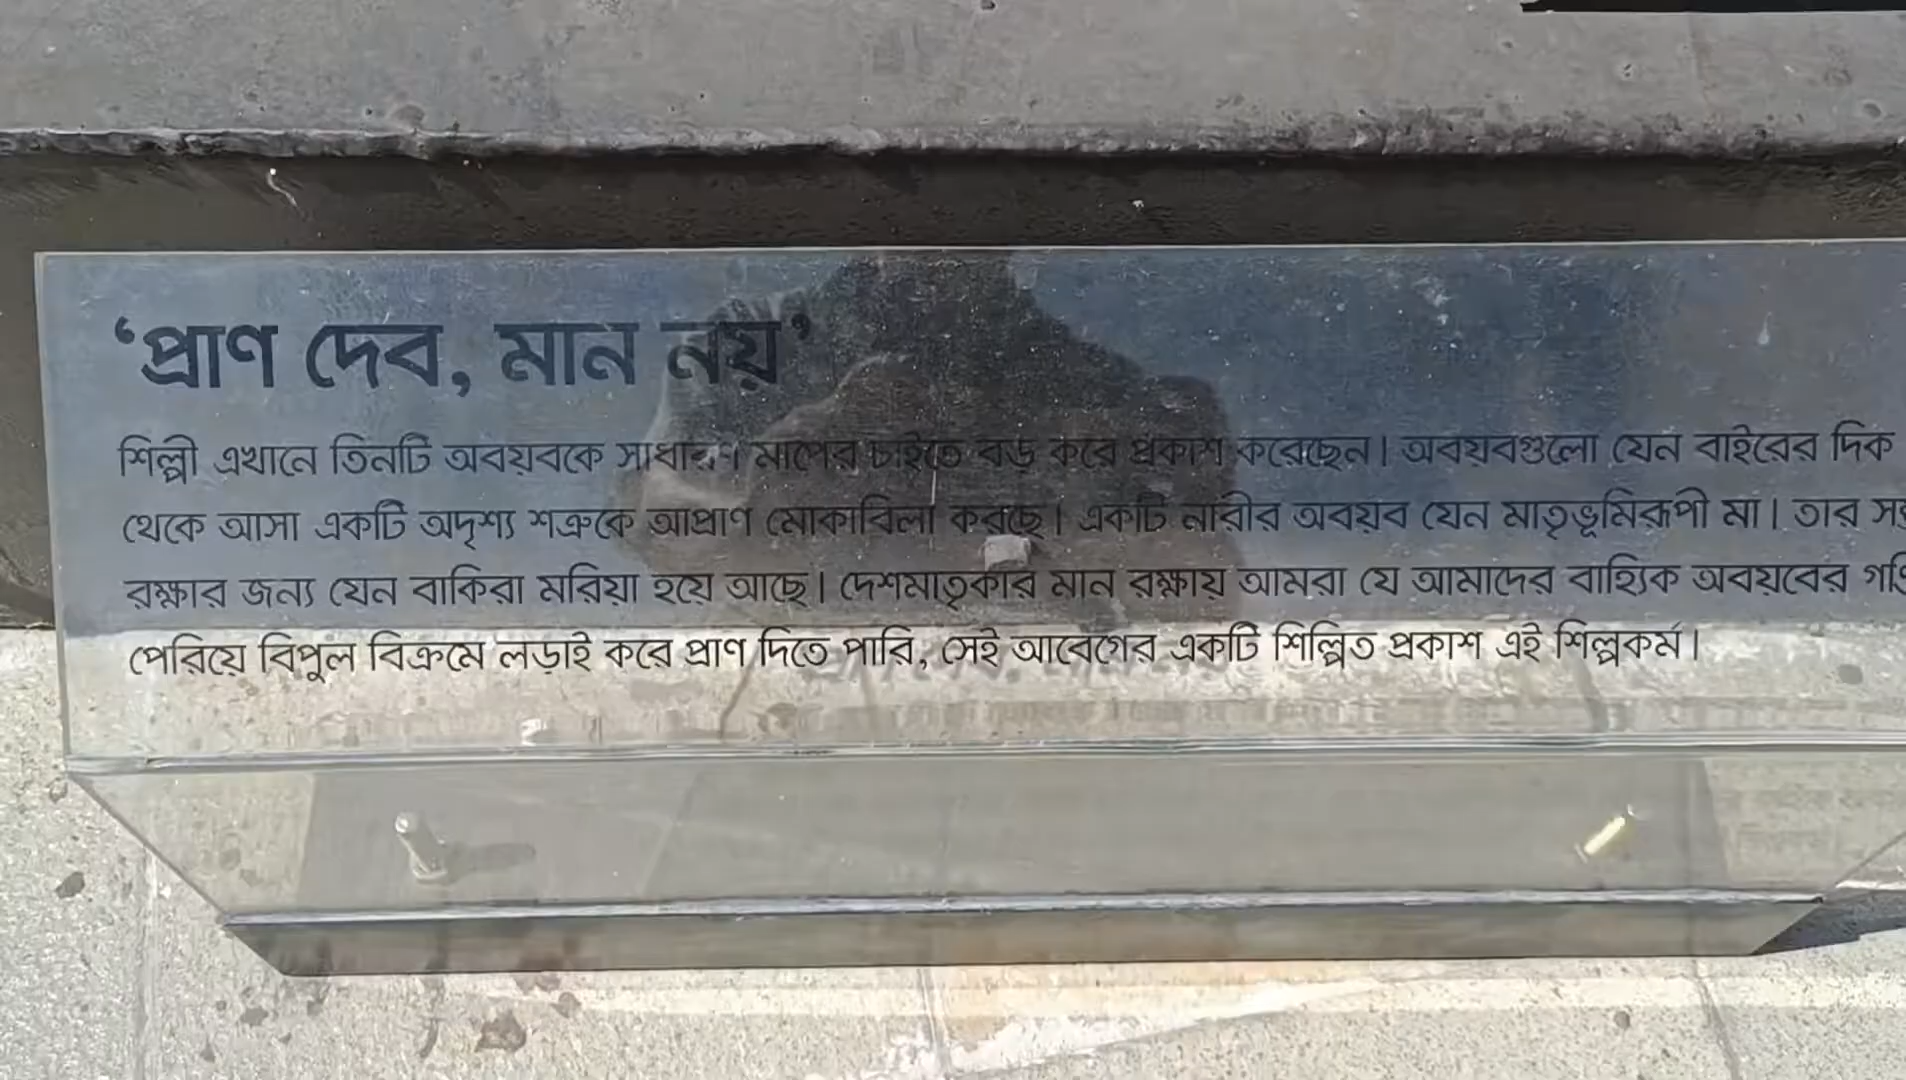 ‘প্রাণ দেব, মান নয়’
শিল্পী এখানে তিনটি অবয়বকে সাধারণ মাপের চাইতে বড় করে প্রকাশ করেছেন। অবয়বগুলো যেন বাইরের দিক
থেকে আসা একটি অদৃশ্য শত্রুকে আপ্রাণ মোকাবিলা করছে। একটি নারীর অবয়ব যেন মাতৃভূমিরূপী মা। তার
রক্ষার জন্য যেন বাকিরা মরিয়া হয়ে আছে। দেশমাতৃকার মান রক্ষায় আমরা যে আমাদের বাহ্যিক অবয়বের
পেরিয়ে বিপুল বিক্রমে লড়াই করে প্রাণ দিতে পারি, সেই আবেগের একটি শিল্পিত প্রকাশ এই শিল্পকর্ম।